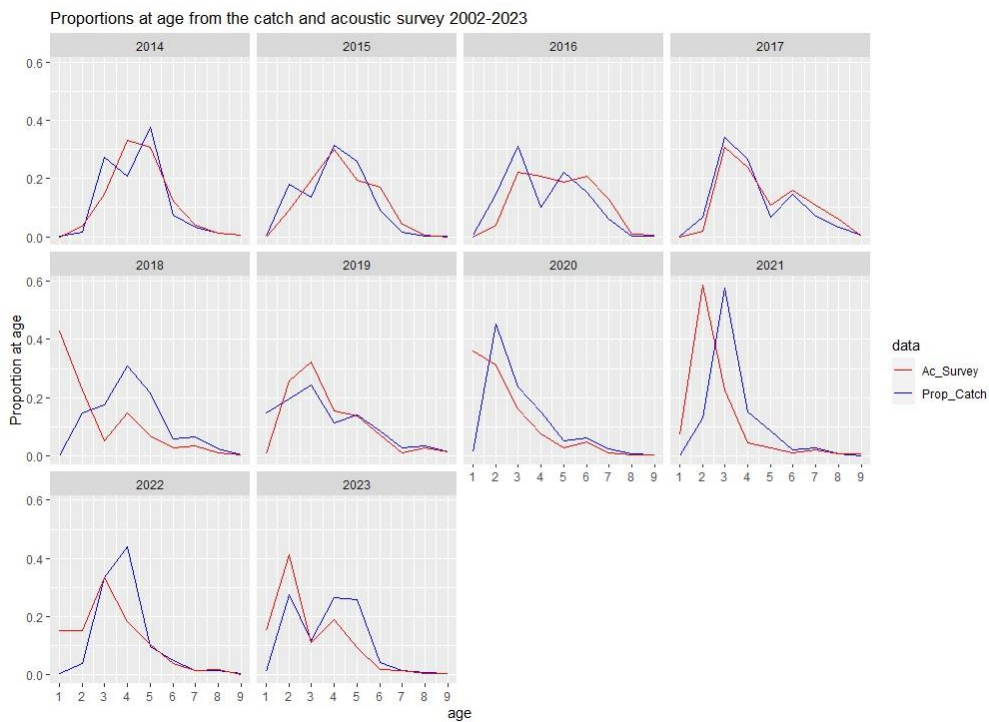 Proportions at age from the catch and acoustic survey 2002-2023
2014 2015 2016 2017
0.6
0.4
0.2
0.0
2018 2019 2020 2021
0.6
0.4
0.2
0.0
1 2 3 4 5 6 7 8 9 1 2 3 4 5 6 7 8 9
2022 2023
0.6
0.4
0.2
0.0
1 2 3 4 5 6 7 8 9 1 2 3 4 5 6 7 8 9
Proportion at age
age
data
Ac_Survey
Prop_Catch